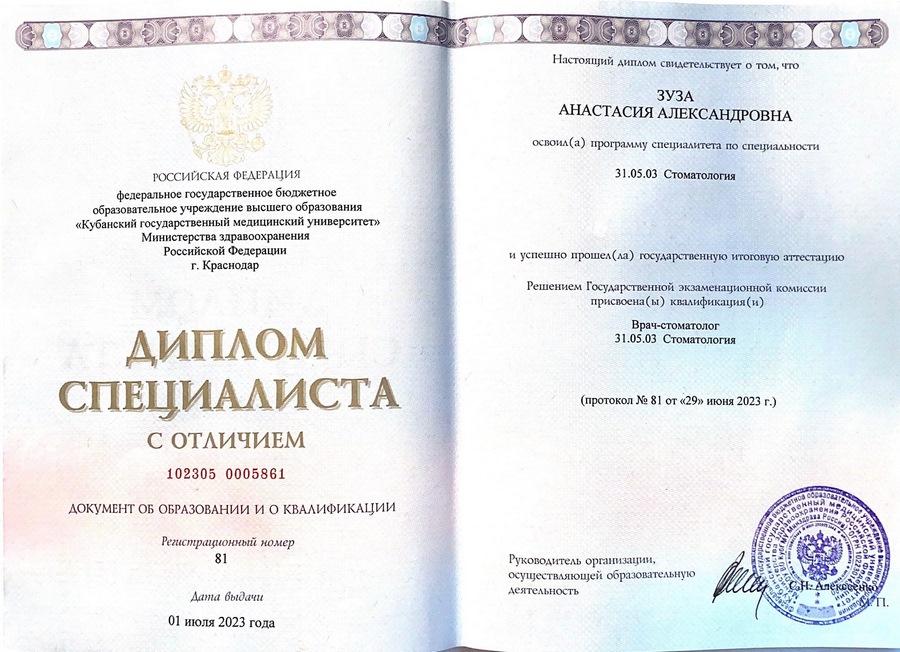 РОССИЙСКАЯ ФЕДЕРАЦИЯ
федеральное государственное бюджетное
образовательное учреждение высшего образования
«Кубанский государственный медицинский университет»
Министерства здравоохранения
Российской Федерации
г. Краснодар
ДИПЛОМ
СПЕЦИАЛИСТА
С ОТЛИЧИЕМ
102305 0005861
ДОКУМЕНТ ОБ ОБРАЗОВАНИИ И О КВАЛИФИКАЦИИ
Регистрационный номер
81
Дата выдачи
01 июля 2023 года
Настоящий диплом свидетельствует о том, что
ЗУЗА
АНАСТАСИЯ АЛЕКСАНДРОВНА
освоил(а) программу специалитета по специальности
31.05.03 Стоматология
и успешно прошел(ла) государственную итоговую аттестацию
Решением Государственной экзаменационной комиссии
присвоена(ы) квалификация(и)
Врач-стоматолог
31.05.03 Стоматология
(протокол № 81 от «29» июня 2023 г.)
Руководитель организации,
осуществляющей образовательную
деятельность
С.Н. Алексеенко
М.П.